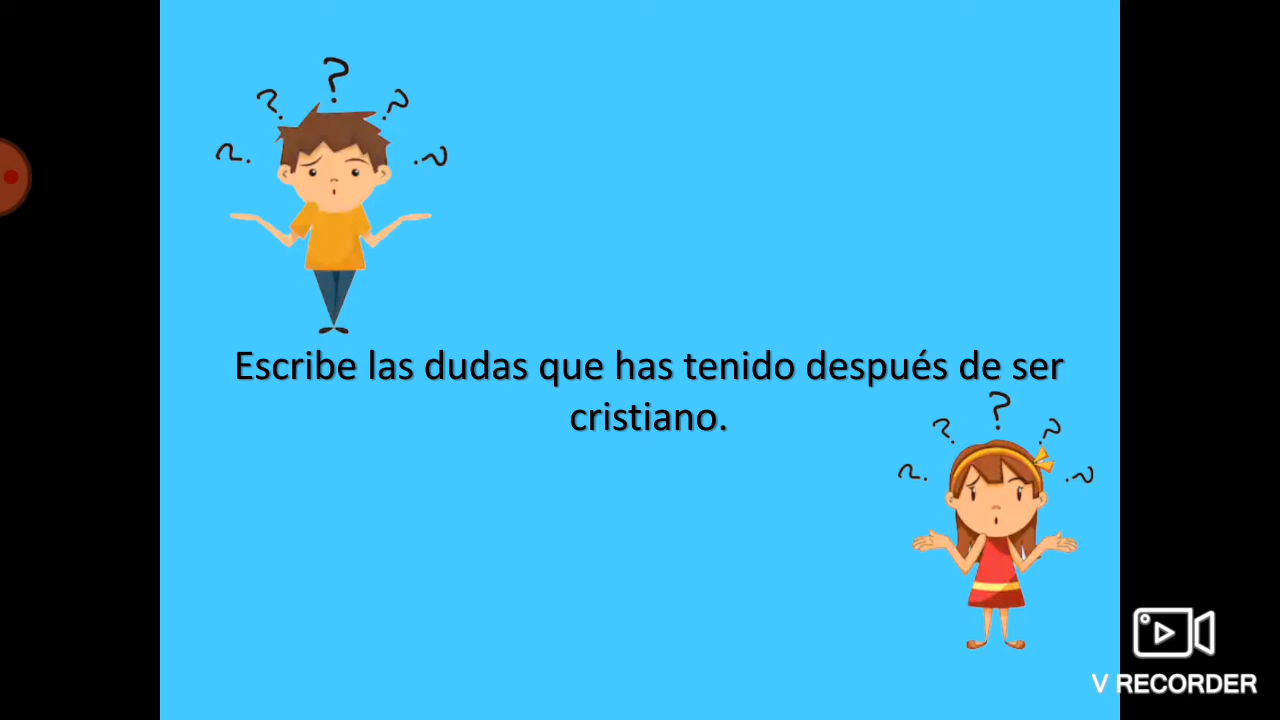 Escribe las dudas que has tenido después de ser
cristiano.
V RECORDER